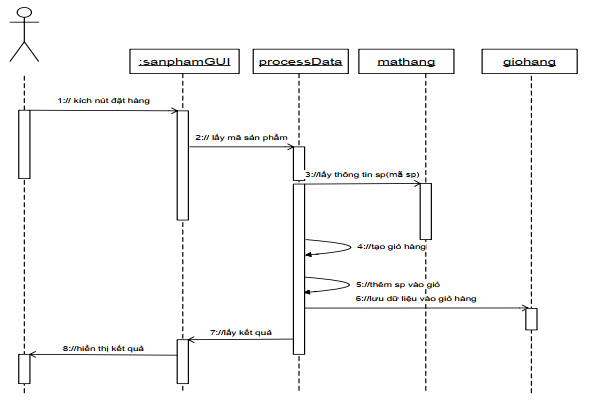 :sanphamGUI
processData
mathang
giohang
1:// kích nút đặt hàng
2:// lấy mã sản phẩm
3://lấy thông tin sp(mã sp)
4://tạo giỏ hàng
5://thêm sp vào giỏ
6://lưu dữ liệu vào giỏ hàng
7://lấy kết quả
8://hiển thị kết quả